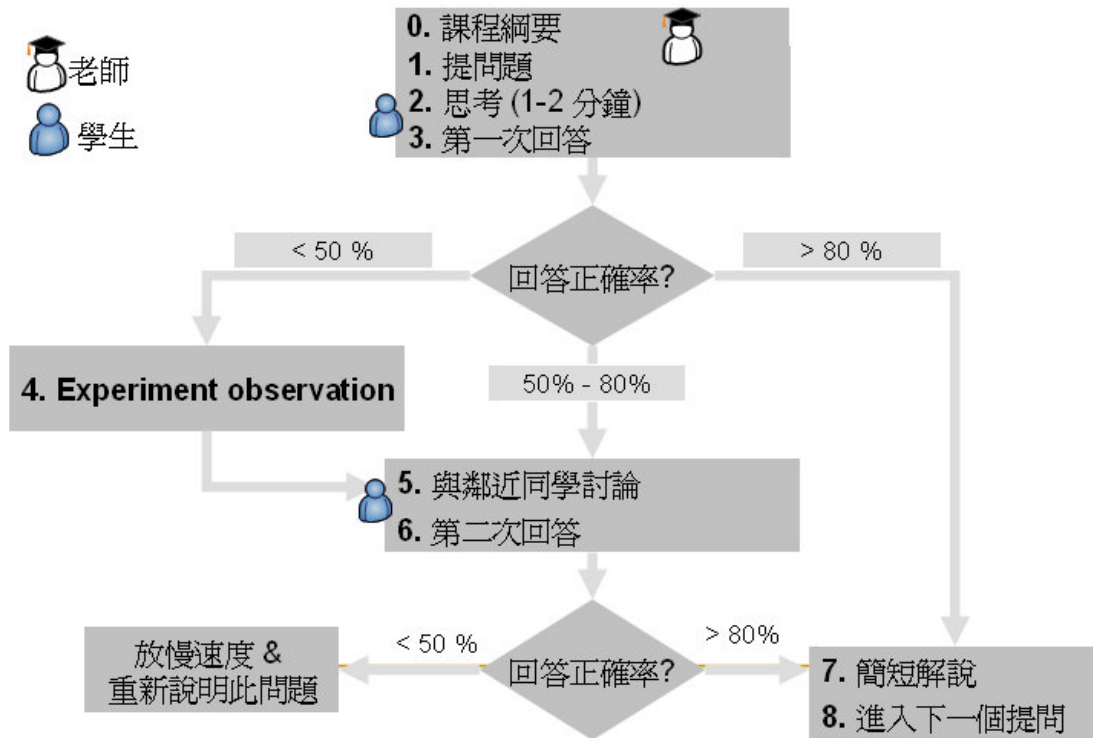 老師
學生
0. 課程綱要
1. 提問題
2. 思考 (1-2 分鐘)
3. 第一次回答
< 50 %
回答正確率?
> 80 %
4. Experiment observation
50% - 80%
5. 與鄰近同學討論
6. 第二次回答
放慢速度 &
重新說明此問題
< 50 %
回答正確率?
> 80%
7. 簡短解說
8. 進入下一個提問